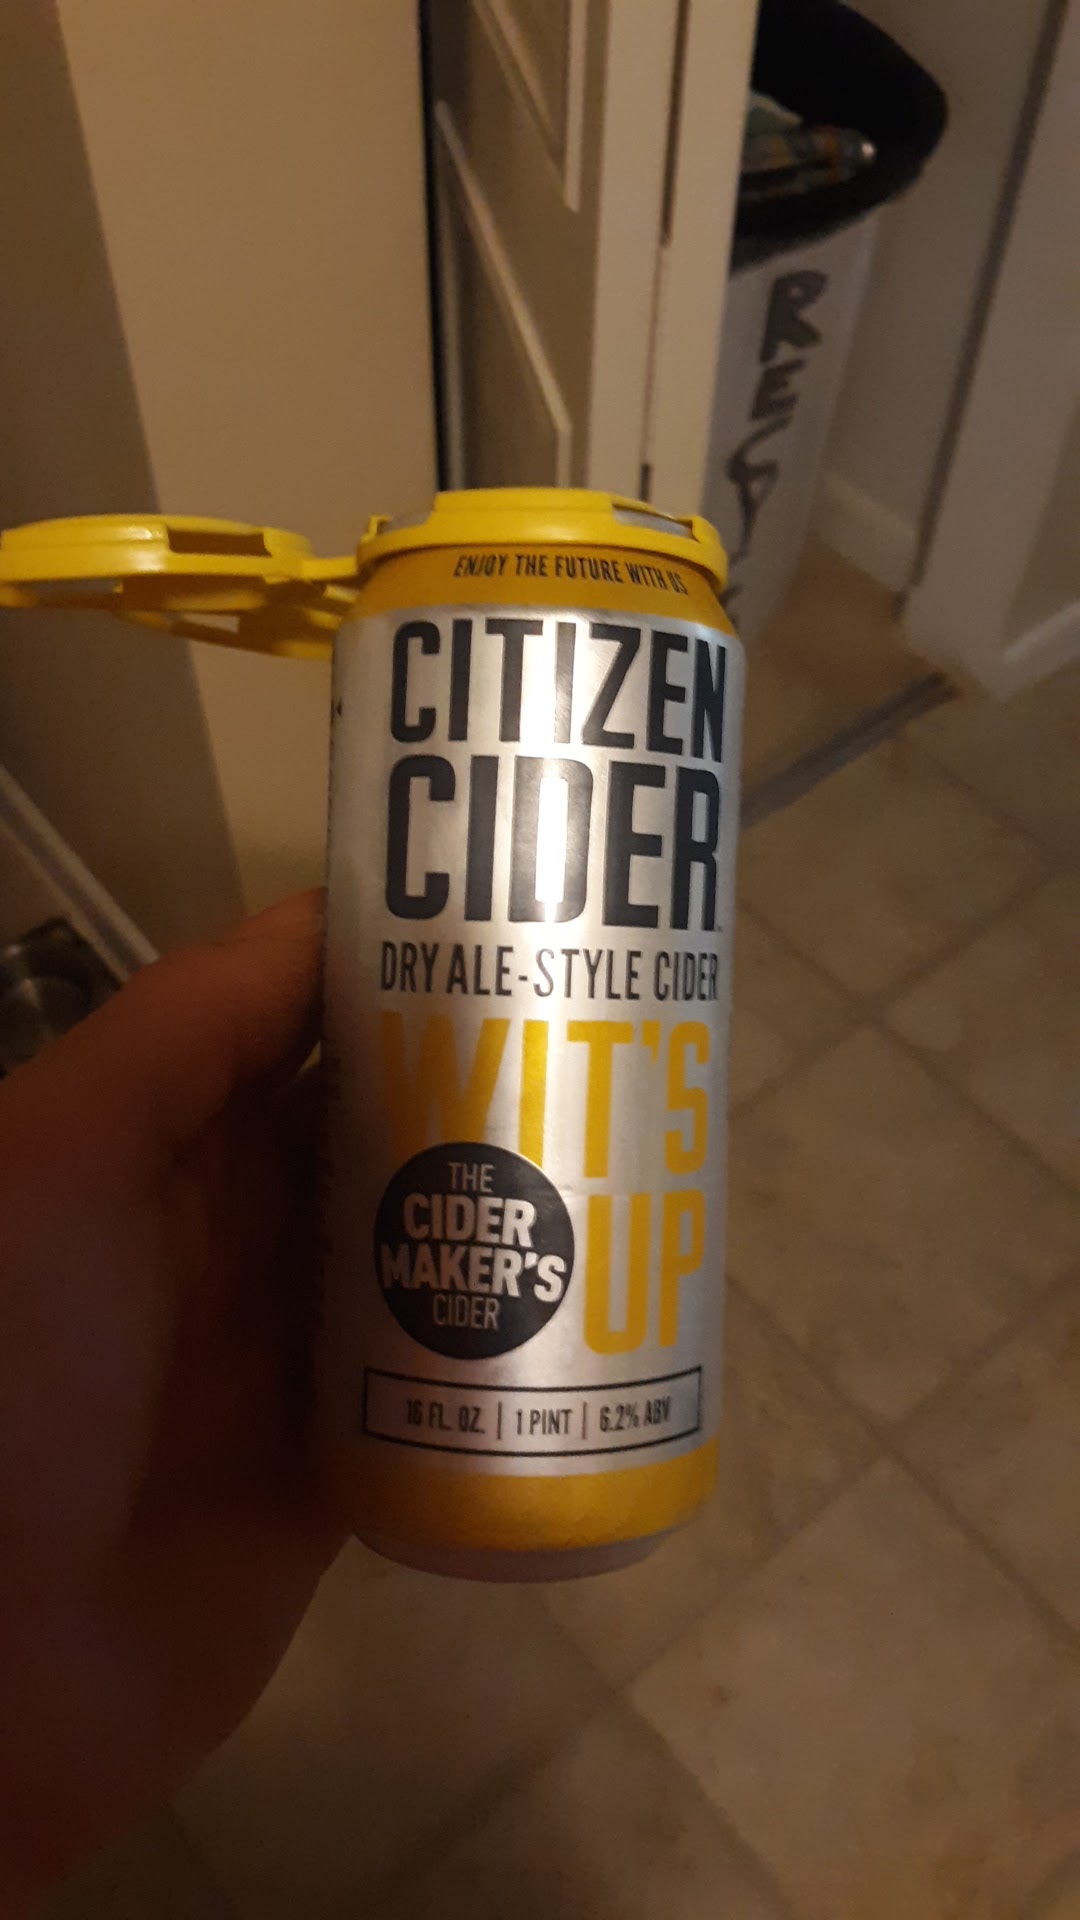 ENJOY THE FUTURE WITH US
CITIZEN
CIDER
DRY ALE-STYLE CIDER
WIT'S
UP
THE
CIDER
MAKER'S
CIDER
16 FL. OZ. | 1 PINT | 6.2% ABV
REC